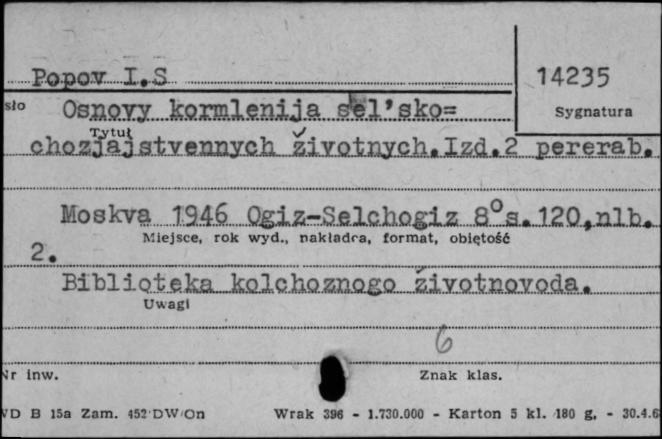 Popov I.S
14235
sło
Osnovy kormlenija sel'sko=
Sygnatura
Tytuł
chozjajstvennych životnych.Izd.2 pererab.
Moskva 1946 Ogiz-Selchogiz 8° s.120,nlb.
Miejsce, rok wyd., nakładca, format, objętość
2.
Biblioteka kolchoznogo životnovoda.
Uwagi
6
Nr inw.
Znak klas.
VD B 15a Zam. 452 DW/On Wrak 396 - 1.730.000 - Karton 5 kl. 180 g. - 30.4.6